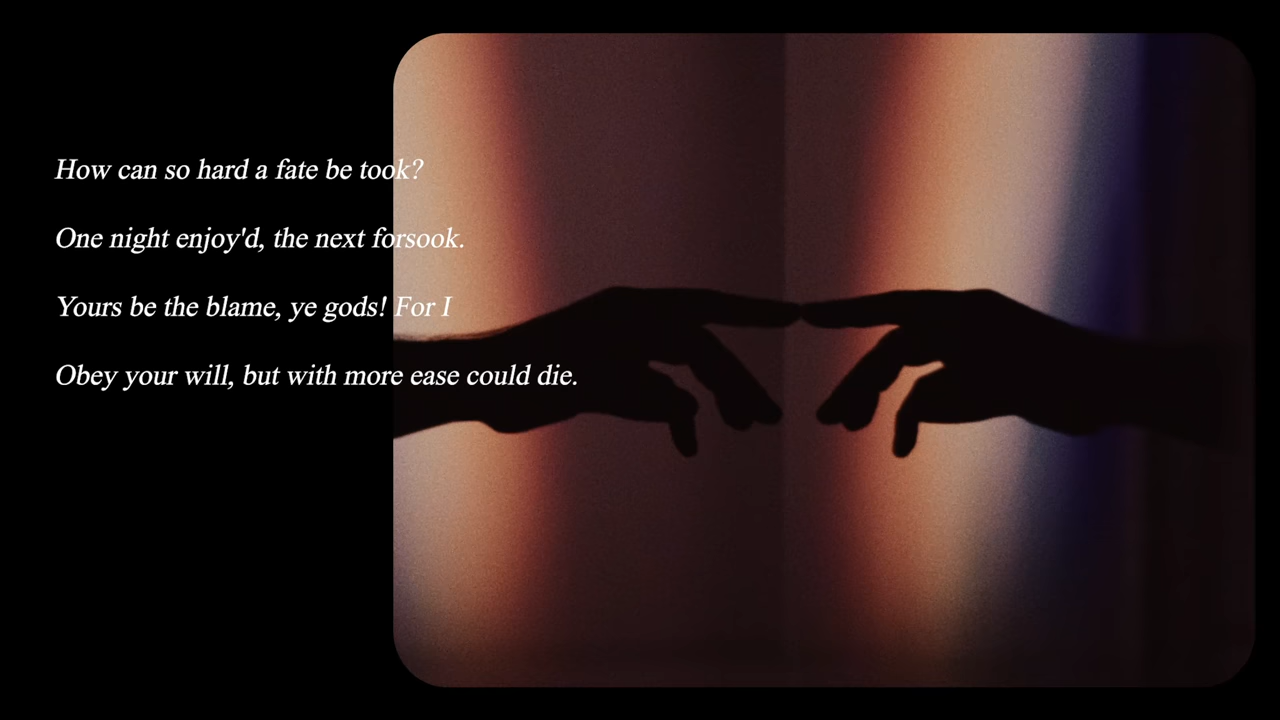 How can so hard a fate be took?
One night enjoy'd, the next forsook.
Yours be the blame, ye gods! For I
Obey your will, but with more ease could die.